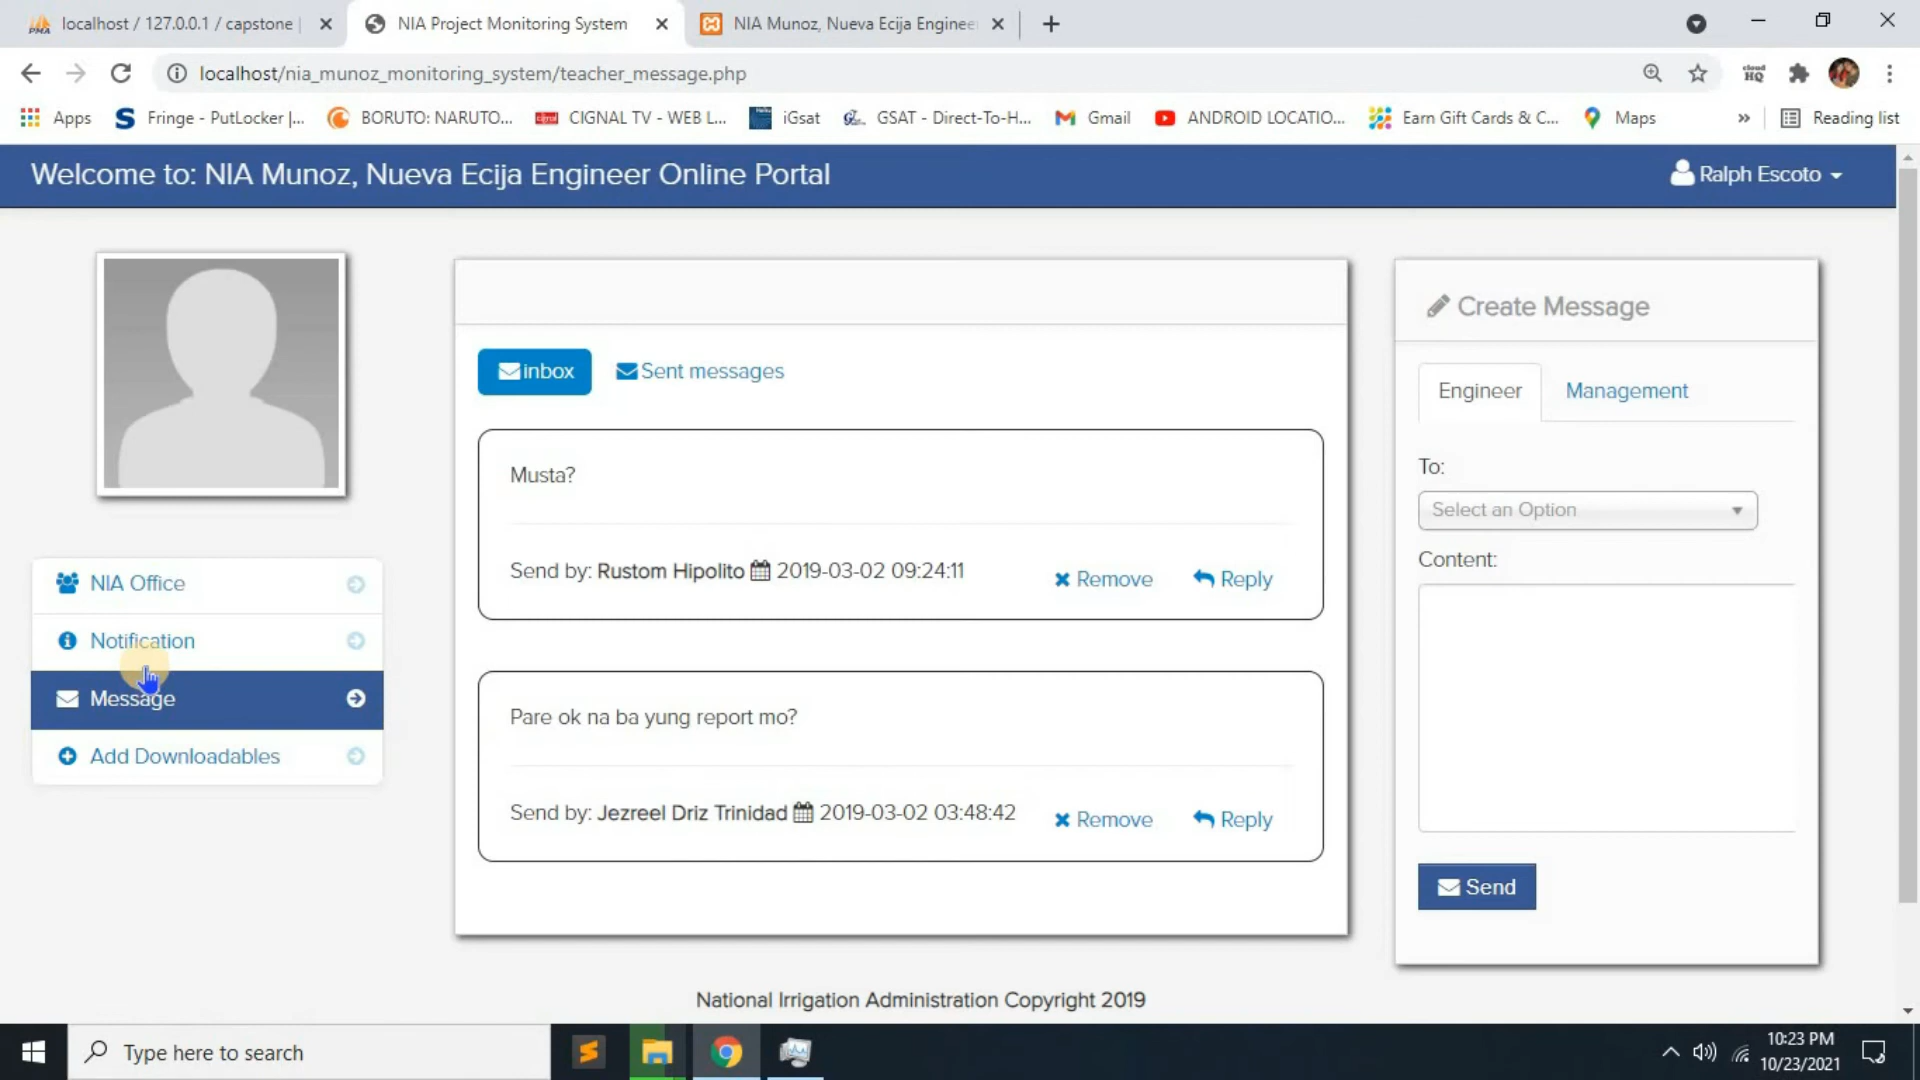 localhost / 127.0.0.1 / capstone |
NIA Project Monitoring System
NIA Munoz, Nueva Ecija Enginee
localhost/nia_munoz_monitoring_system/teacher_message.php
cloud HQ
Apps
Fringe - PutLocker |...
BORUTO: NARUTO...
CIGNAL TV - WEB L...
iGsat
GSAT - Direct-To-H...
Gmail
ANDROID LOCATIO...
Earn Gift Cards & C...
Maps
»
Reading list
Welcome to: NIA Munoz, Nueva Ecija Engineer Online Portal
Ralph Escoto
NIA Office
Notification
Message
Add Downloadables
inbox
Sent messages
Musta?
Send by: Rustom Hipolito 2019-03-02 09:24:11
Remove
Reply
Pare ok na ba yung report mo?
Send by: Jezreel Driz Trinidad 2019-03-02 03:48:42
Remove
Reply
Create Message
Engineer
Management
To:
Select an Option
Content:
Send
National Irrigation Administration Copyright 2019
Type here to search
10:23 PM
10/23/2021